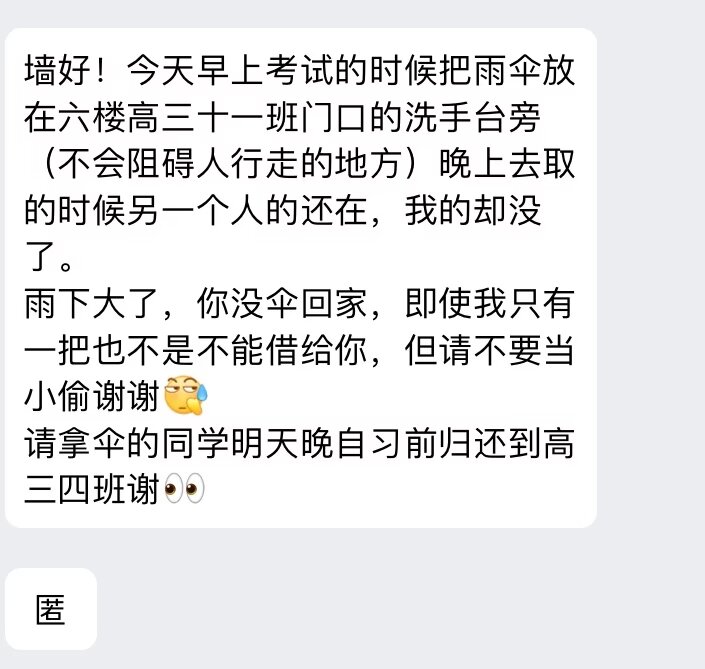 墙好！今天早上考试的时候把雨伞放
在六楼高三十一班门口的洗手台旁
（不会阻碍人行走的地方）晚上去取
的时候另一个人的还在，我的却没
了。
雨下大了，你没伞回家，即使我只有
一把也不是不能借给你，但请不要当
小偷谢谢
请拿伞的同学明天晚自习前归还到高
三四班谢👀
匿